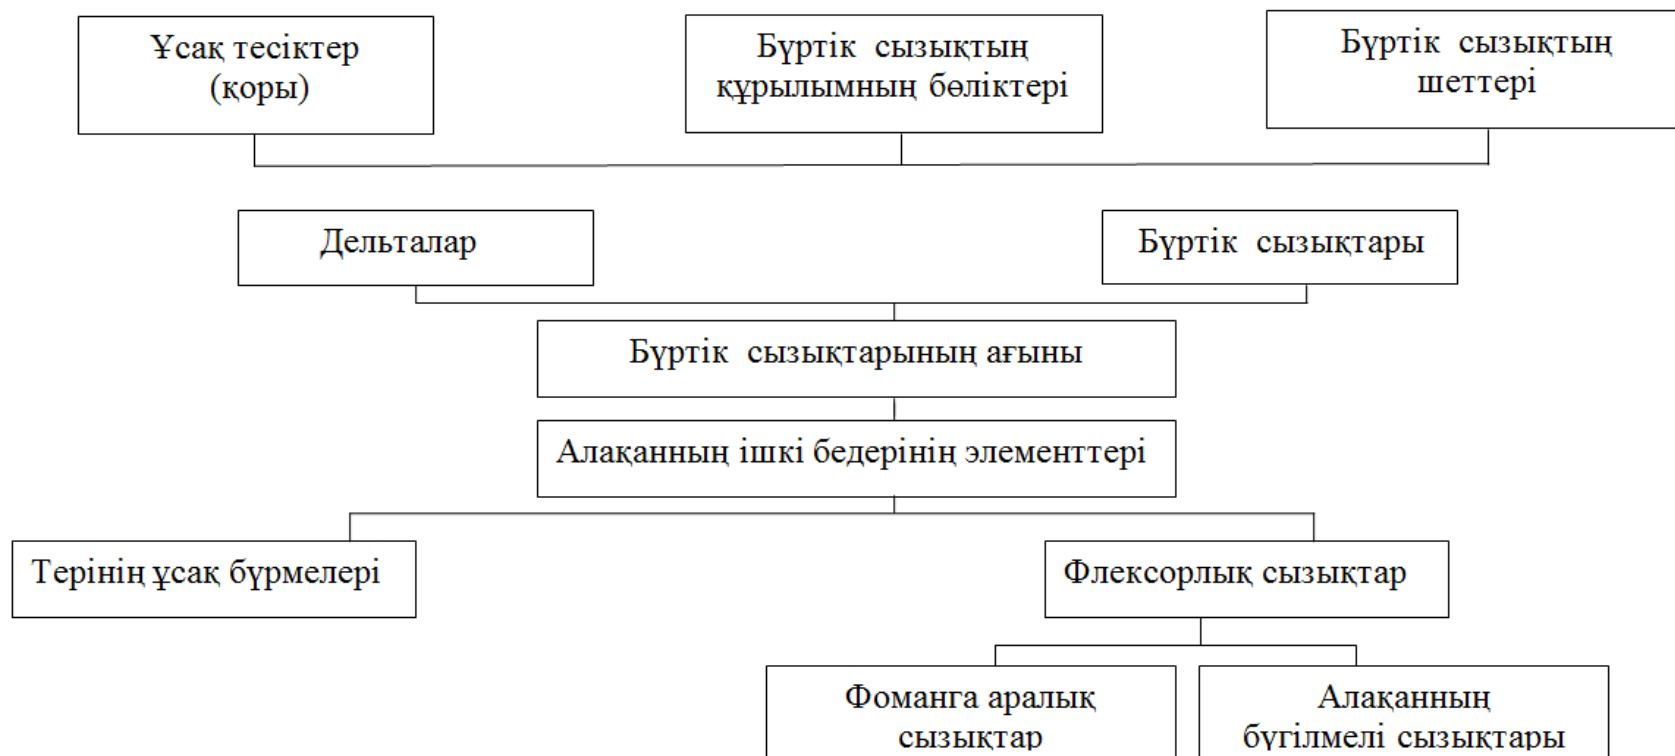 Ұсақ тесіктер
(қоры)
Бүртік сызықтың
құрылымның бөліктері
Бүртік сызықтың
шеттері
Дельталар
Бүртік сызықтары
Бүртік сызықтарының ағыны
Алақанның ішкі бедерінің элементтері
Терінің ұсақ бүрмелері
Флексорлық сызықтар
Фоманга аралық
сызықтар
Алақанның
бүгілмелі сызықтары